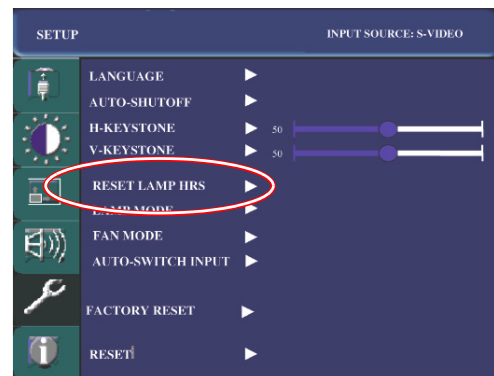 SETUP INPUT SOURCE: S-VIDEO
LANGUAGE
AUTO-SHUTOFF
H-KEYSTONE 50
V-KEYSTONE 50
RESET LAMP HRS
LAMP MODE
FAN MODE
AUTO-SWITCH INPUT
FACTORY RESET
RESET